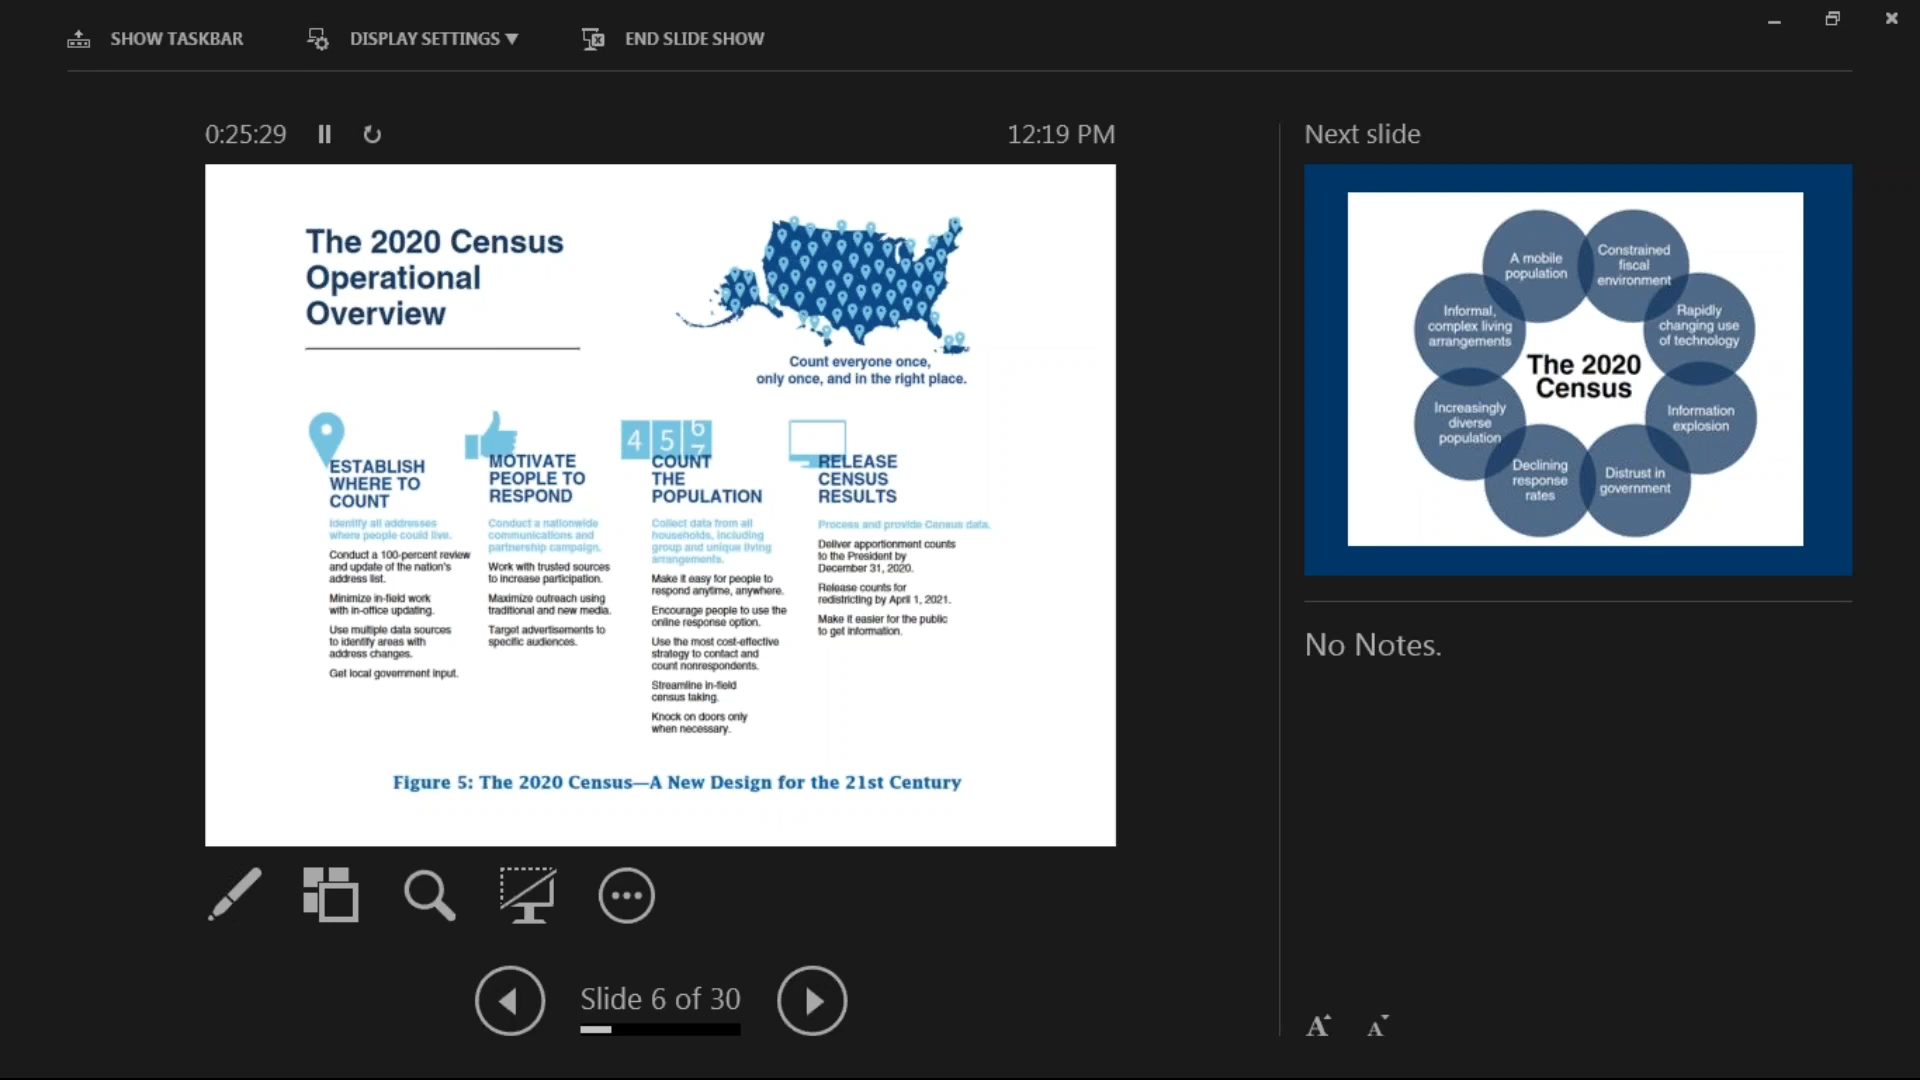 SHOW TASKBAR
DISPLAY SETTINGS
END SLIDE SHOW
0:25:29
12:19 PM
The 2020 Census
Operational
Overview
Count everyone once,
only once, and in the right place.
ESTABLISH
WHERE TO
COUNT
Identify all addresses
where people could live.
Conduct a 100-percent review
and update of the nation's
address list.
Minimize in-field work
with in-office updating.
Use multiple data sources
to identify areas with
address changes.
Get local government input.
MOTIVATE
PEOPLE TO
RESPOND
Conduct a nationwide
communications and
partnership campaign.
Work with trusted sources
to increase participation.
Maximize outreach using
traditional and new media.
Target advertisements to
specific audiences.
4 5 6
7
COUNT
THE
POPULATION
Collect data from all
households, including
group and unique living
arrangements.
Make it easy for people to
respond anytime, anywhere.
Encourage people to use the
online response option.
Use the most cost-effective
strategy to contact and
count nonrespondents.
Streamline in-field
census taking.
Knock on doors only
when necessary.
RELEASE
CENSUS
RESULTS
Process and provide Census data.
Deliver apportionment counts
to the President by
December 31, 2020.
Release counts for
redistricting by April 1, 2021.
Make it easier for the public
to get information.
Figure 5: The 2020 Census—A New Design for the 21st Century
Slide 6 of 30
Next slide
A mobile
population
Constrained
fiscal
environment
Rapidly
changing use
of technology
Information
explosion
Distrust in
government
Declining
response
rates
Increasingly
diverse
population
Informal,
complex living
arrangements
The 2020
Census
No Notes.
A A